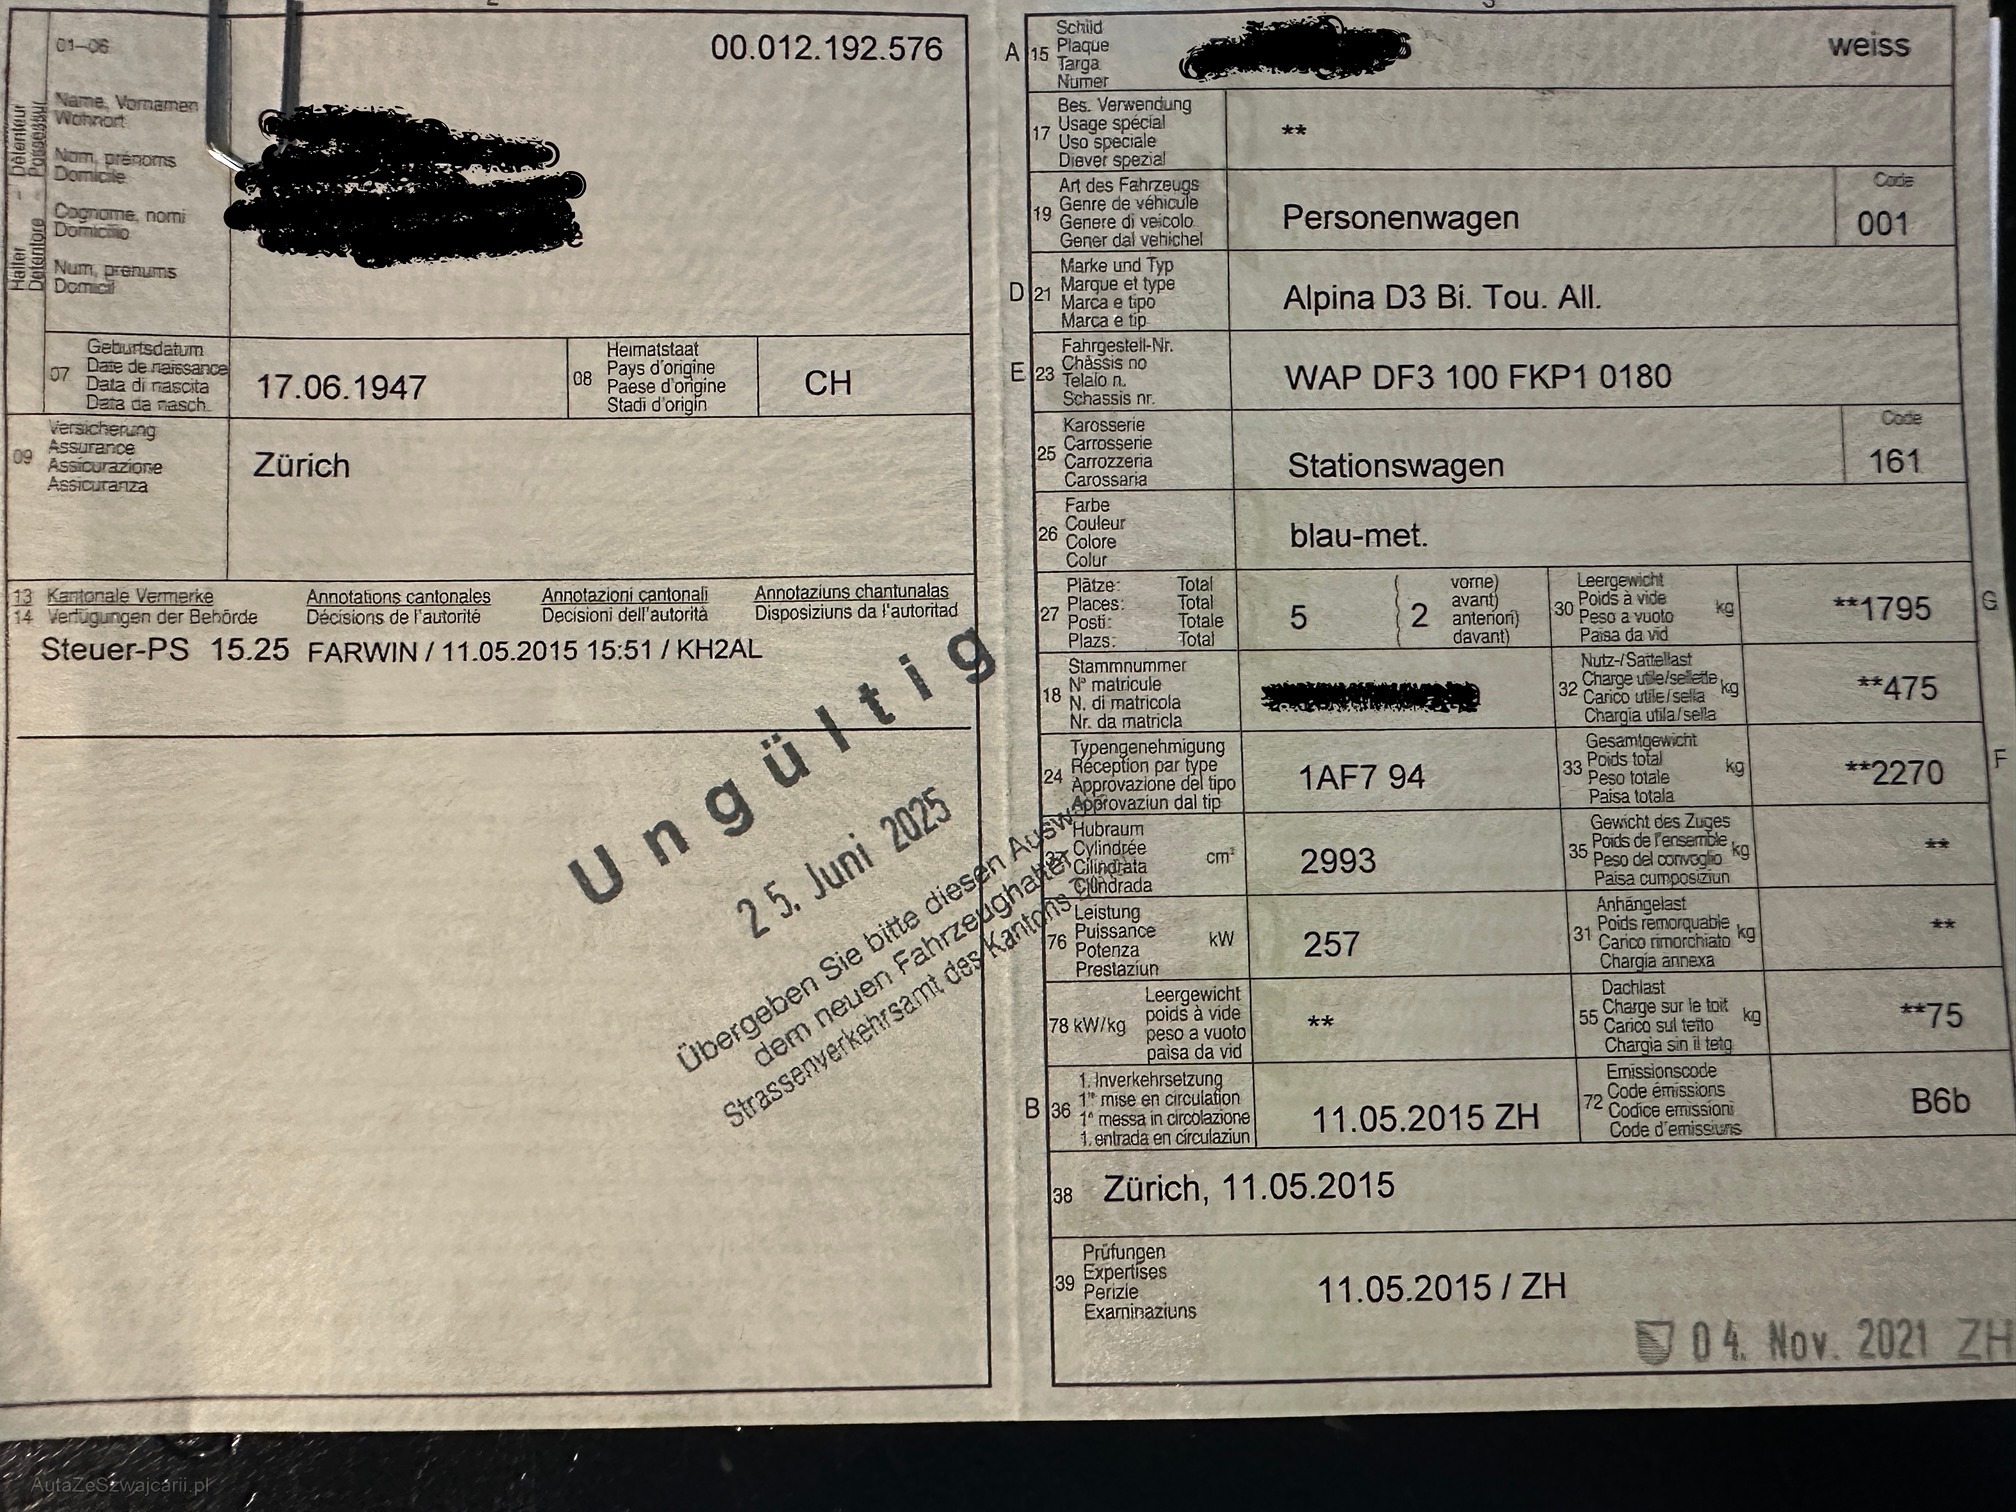 01–06
00.012.192.576
Halter - Détenteur
Detentore - Possessur
Name, Vornamen
Wohnort
Nom, prénoms
Domicile
Cognome, nomi
Domicilio
Num, prenums
Domicil
07
Geburtsdatum
Date de naissance
Data di nascita
Data da nasch.
17.06.1947
08
Heimatstaat
Pays d'origine
Paese d'origine
Stadi d'origin
CH
09
Versicherung
Assurance
Assicurazione
Assicuranza
Zürich
13 Kantonale Vermerke Annotations cantonales Annotazioni cantonali Annotaziuns chantunalas
14 Verfügungen der Behörde Décisions de l'autorité Decisioni dell'autorità Disposiziuns da l'autoritad
Steuer-PS 15.25 FARWIN / 11.05.2015 15:51 / KH2AL
Ungültig
25. Juni 2025
Übergeben Sie bitte diesen Ausweis
dem neuen Fahrzeughalter
Strassenverkehrsamt des Kantons
A 15
Schild
Plaque
Targa
Numer
weiss
17
Bes. Verwendung
Usage spécial
Uso speciale
Diever spezial
**
19
Art des Fahrzeugs
Genre de véhicule
Genere di veicolo
Gener dal vehichel
Personenwagen
Code
001
D 21
Marke und Typ
Marque et type
Marca e tipo
Marca e tip
Alpina D3 Bi. Tou. All.
E 23
Fahrgestell-Nr.
Châssis no
Telaio n.
Schassis nr.
WAP DF3 100 FKP1 0180
25
Karosserie
Carrosserie
Carrozzeria
Carossaria
Stationswagen
Code
161
26
Farbe
Couleur
Colore
Colur
blau-met.
27
Plätze: Total
Places: Total
Posti: Totale
Plazs: Total
5
2
vorne)
avant)
anteriori)
davant)
30
Leergewicht
Poids à vide
Peso a vuoto
Paisa da vid
kg
**1795
G
18
Stammnummer
N° matricule
N. di matricola
Nr. da matricla
32
Nutz-/Sattellast
Charge utile/sellette
Carico utile/sella
Chargia utila/sella
kg
**475
24
Typengenehmigung
Réception par type
Approvazione del tipo
Approvaziun dal tip
1AF7 94
33
Gesamtgewicht
Poids total
Peso totale
Paisa totala
kg
**2270
F
37
Hubraum
Cylindrée
Cilindrata
Cilindrada
cm³
2993
35
Gewicht des Zuges
Poids de l'ensemble
Peso del convoglio
Paisa cumposiziun
kg
**
76
Leistung
Puissance
Potenza
Prestaziun
kW
257
31
Anhängelast
Poids remorquable
Carico rimorchiato
Chargia annexa
kg
**
78 kW/kg
Leergewicht
poids à vide
peso a vuoto
paisa da vid
**
55
Dachlast
Charge sur le toit
Carico sul tetto
Chargia sin il tetg
kg
**75
B 36
1. Inverkehrsetzung
1re mise en circulation
1a messa in circolazione
1. entrada en circulaziun
11.05.2015 ZH
72
Emissionscode
Code émissions
Codice emissioni
Code d'emissiuns
B6b
38
Zürich, 11.05.2015
39
Prüfungen
Expertises
Perizie
Examinaziuns
11.05.2015 / ZH
04. Nov. 2021 ZH
AutaZeSzwajcarii.pl